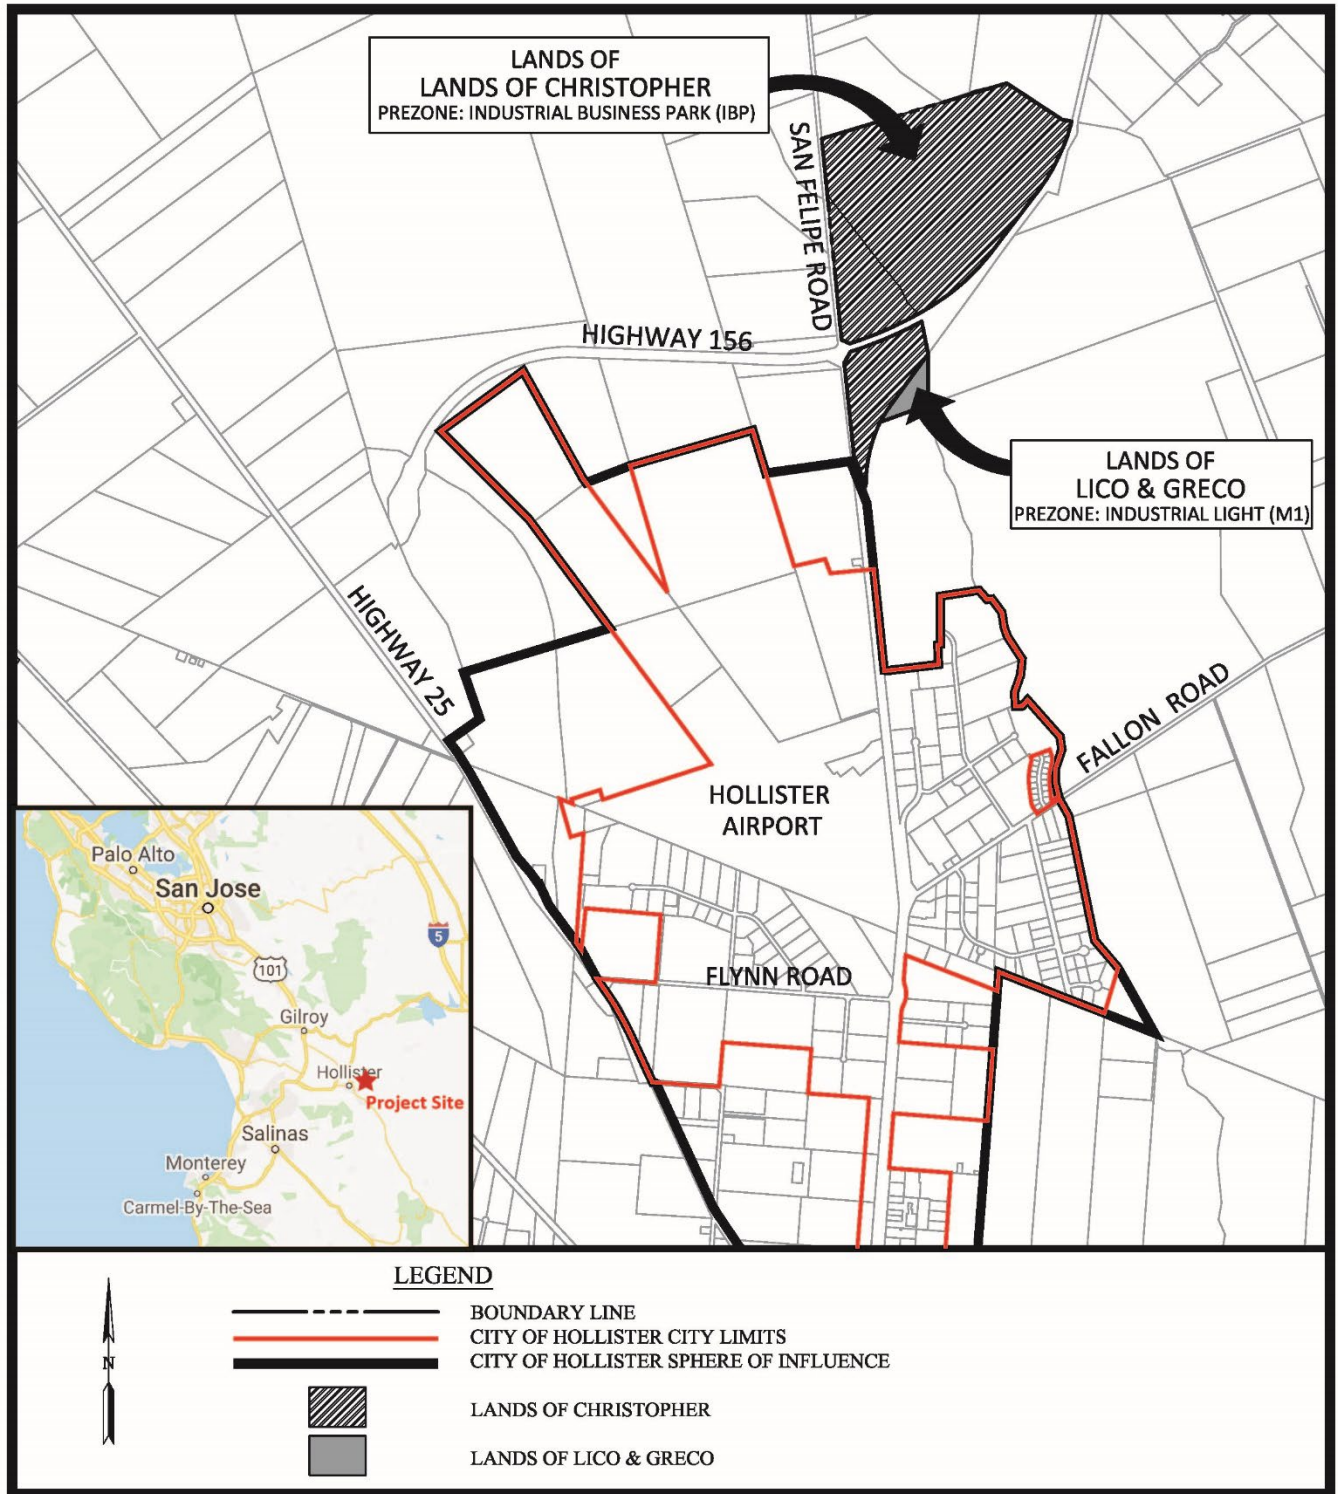 LANDS OF
LANDS OF CHRISTOPHER
PREZONE: INDUSTRIAL BUSINESS PARK (IBP)
SAN FELIPE ROAD
HIGHWAY 156
LANDS OF
LICO & GRECO
PREZONE: INDUSTRIAL LIGHT (M1)
HIGHWAY 25
FALLON ROAD
HOLLISTER
AIRPORT
FLYNN ROAD
Palo Alto
San Jose
5
101
Gilroy
Hollister
Project Site
Salinas
Monterey
Carmel-By-The-Sea
LEGEND
N
BOUNDARY LINE
CITY OF HOLLISTER CITY LIMITS
CITY OF HOLLISTER SPHERE OF INFLUENCE
LANDS OF CHRISTOPHER
LANDS OF LICO & GRECO